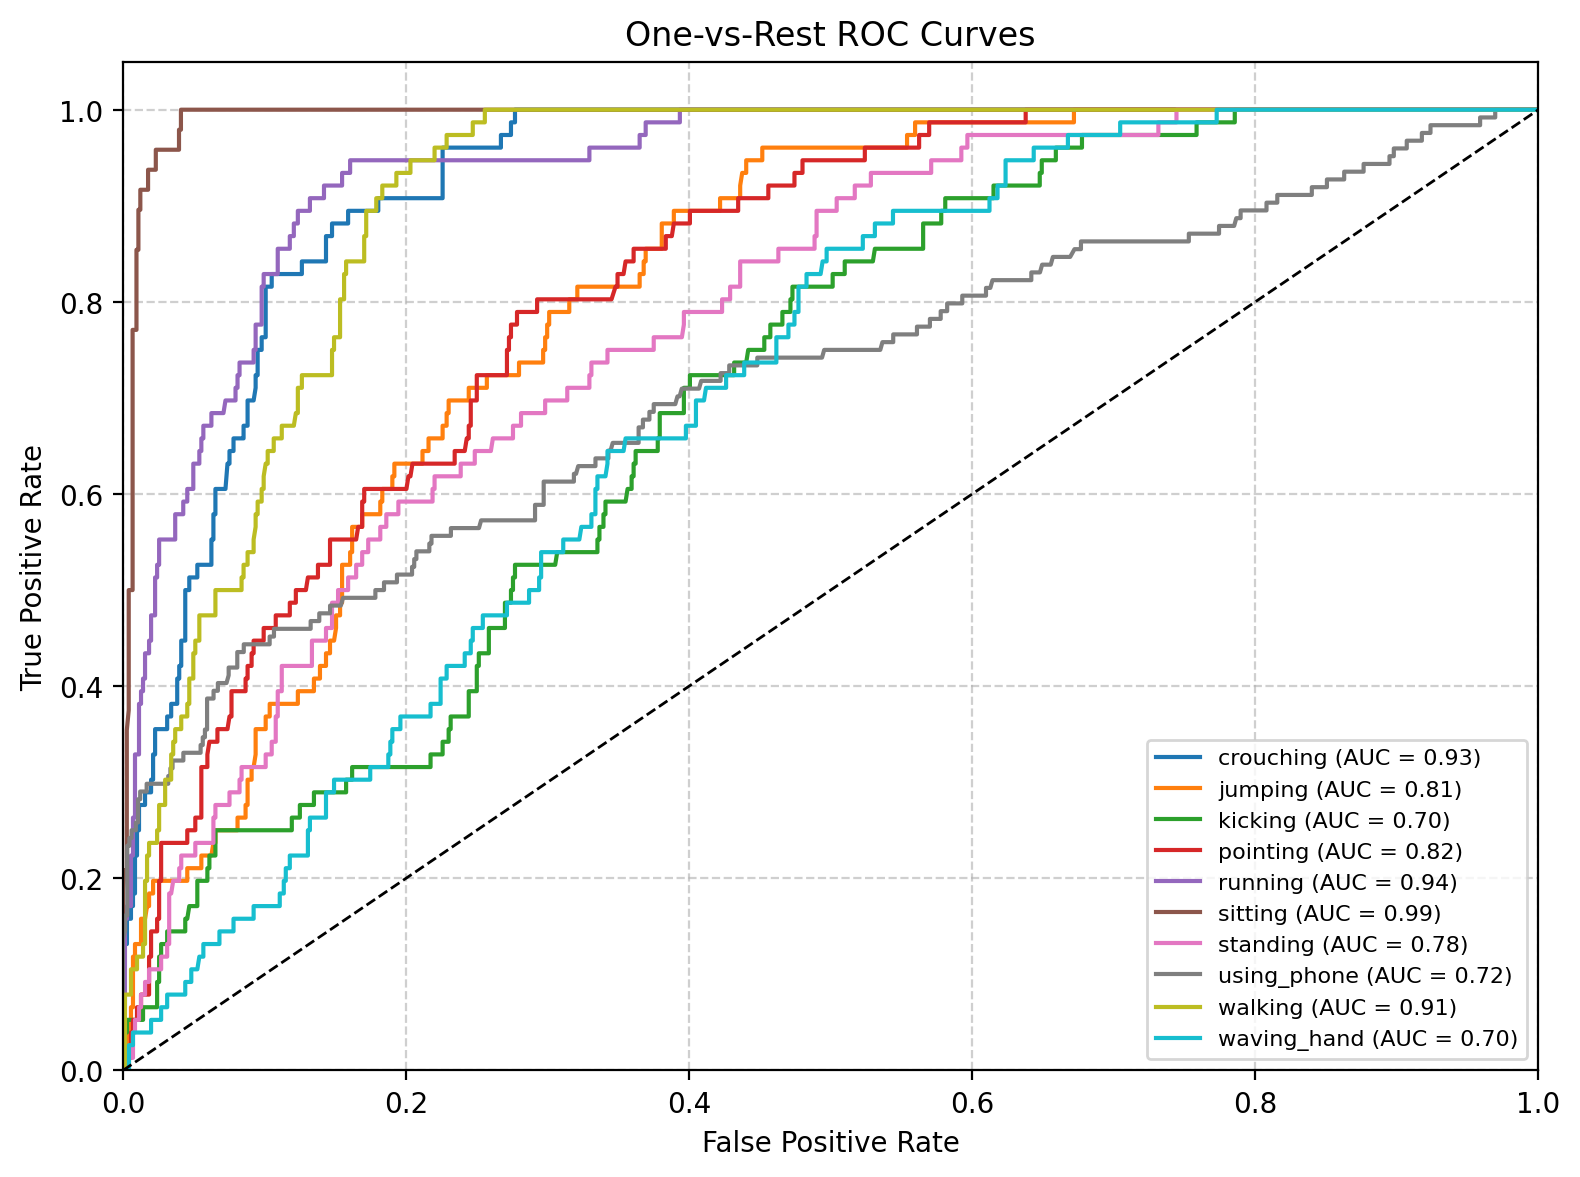 One-vs-Rest ROC Curves
True Positive Rate
1.0
0.8
0.6
0.4
0.2
0.0
0.0 0.2 0.4 0.6 0.8 1.0
False Positive Rate
crouching (AUC = 0.93)
jumping (AUC = 0.81)
kicking (AUC = 0.70)
pointing (AUC = 0.82)
running (AUC = 0.94)
sitting (AUC = 0.99)
standing (AUC = 0.78)
using_phone (AUC = 0.72)
walking (AUC = 0.91)
waving_hand (AUC = 0.70)